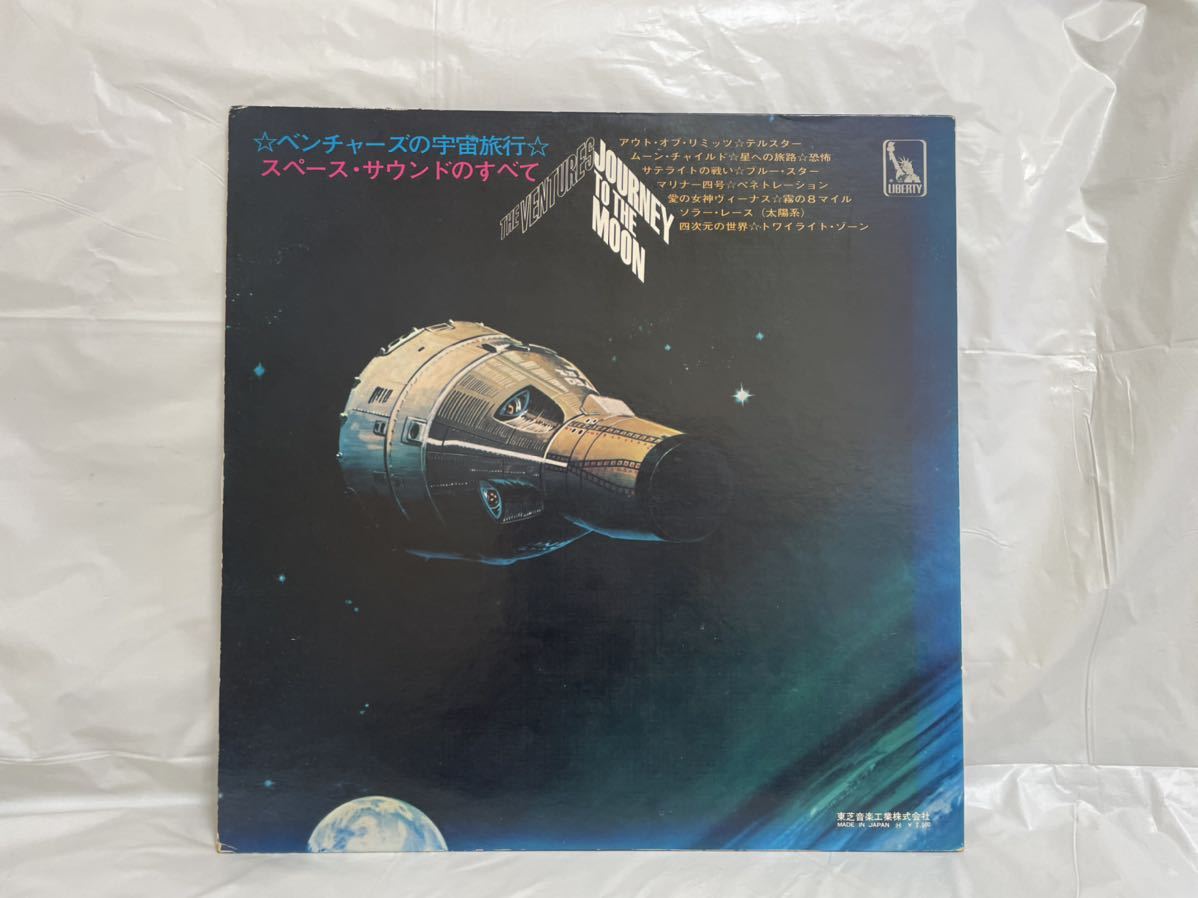 ☆ベンチャーズの宇宙旅行☆
スペース・サウンドのすべて
THE VENTURES
JOURNEY
TO THE
MOON
アウト・オブ・リミッツ☆テルスター
ムーン・チャイルド☆星への旅路☆恐怖
サテライトの戦い☆ブルー・スター
マリナー四号☆ペネトレーション
愛の女神ヴィーナス☆霧の8マイル
ソラー・レース(太陽系)
四次元の世界☆トワイライト・ゾーン
LIBERTY
東芝音楽工業株式会社
MADE IN JAPAN H